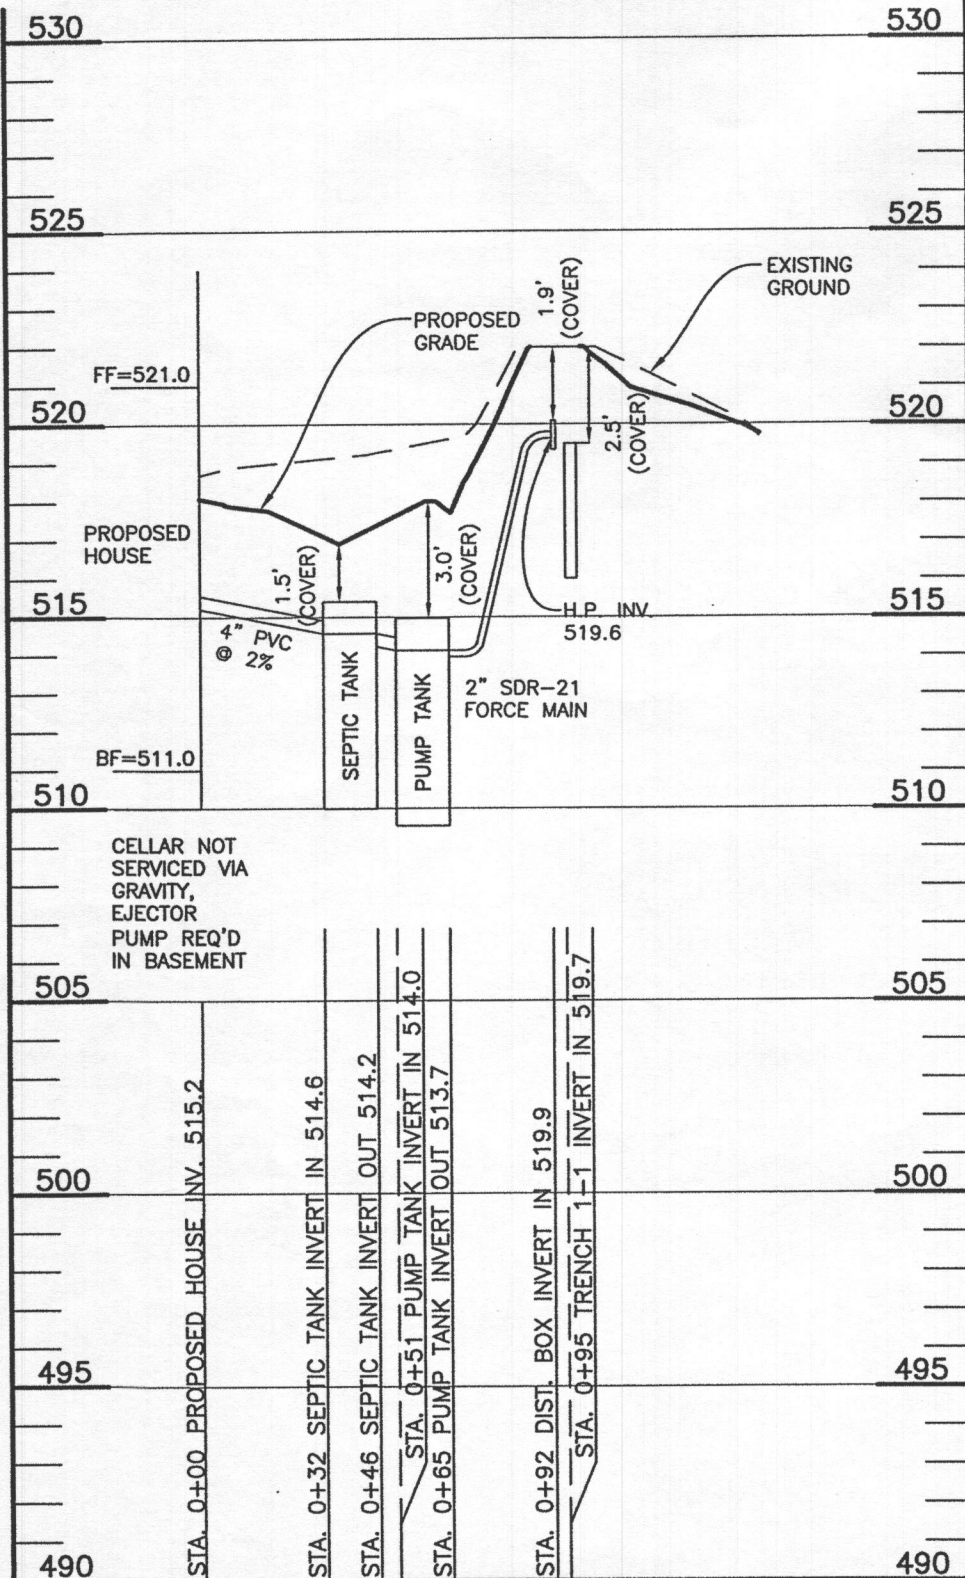 530
530
525
525
EXISTING
GROUND
1.9'
(COVER)
PROPOSED
GRADE
FF=521.0
520
520
2.5'
(COVER)
PROPOSED
HOUSE
1.5'
(COVER)
3.0'
(COVER)
515
515
H.P. INV.
519.6
4" PVC
@ 2%
SEPTIC TANK
PUMP TANK
2" SDR-21
FORCE MAIN
BF=511.0
510
510
CELLAR NOT
SERVICED VIA
GRAVITY,
EJECTOR
PUMP REQ'D
IN BASEMENT
505
505
STA. 0+00 PROPOSED HOUSE INV. 515.2
STA. 0+32 SEPTIC TANK INVERT IN 514.6
STA. 0+46 SEPTIC TANK INVERT OUT 514.2
STA. 0+51 PUMP TANK INVERT IN 514.0
STA. 0+65 PUMP TANK INVERT OUT 513.7
STA. 0+92 DIST. BOX INVERT IN 519.9
STA. 0+95 TRENCH 1-1 INVERT IN 519.7
500
500
495
495
490
490